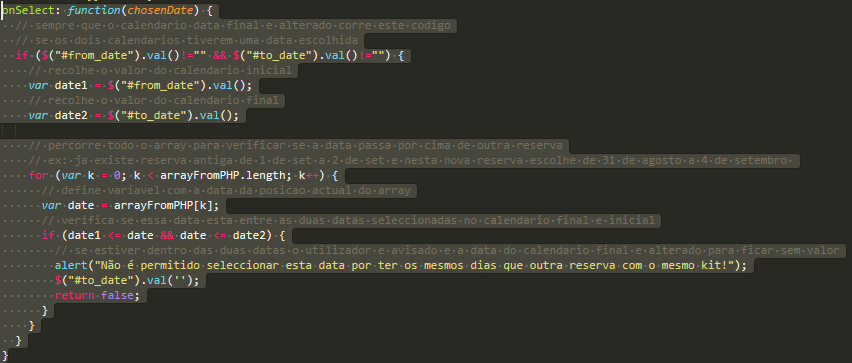 onSelect: function(chosenDate) {
// sempre que o calendario data final e alterado corre este codigo
// se os dois calendarios tiverem uma data escolhida
if ($("#from_date").val()!="" && $("#to_date").val()!="") {
// recolhe o valor do calendario inicial
var date1 = $("#from_date").val();
// recolhe o valor do calendario final
var date2 = $("#to_date").val();
// percorre todo o array para verificar se a data passa por cima de outra reserva
// ex: ja existe reserva antiga de 1 de set a 2 de set e nesta nova reserva escolhe de 31 de agosto a 4 de setembro
for (var k = 0; k < arrayFromPHP.length; k++) {
// define variavel com a data da posicao actual do array
var date = arrayFromPHP[k];
// verifica se essa data esta entre as duas datas seleccionadas no calendario final e inicial
if (date1 <= date && date <= date2) {
// se estiver dentro das duas datas o utilizador e avisado e a data do calendario final e alterado para ficar sem valor
alert("Não é permitido seleccionar esta data por ter os mesmos dias que outra reserva com o mesmo kit!");
$("#to_date").val('');
return false;
}
}
}
}